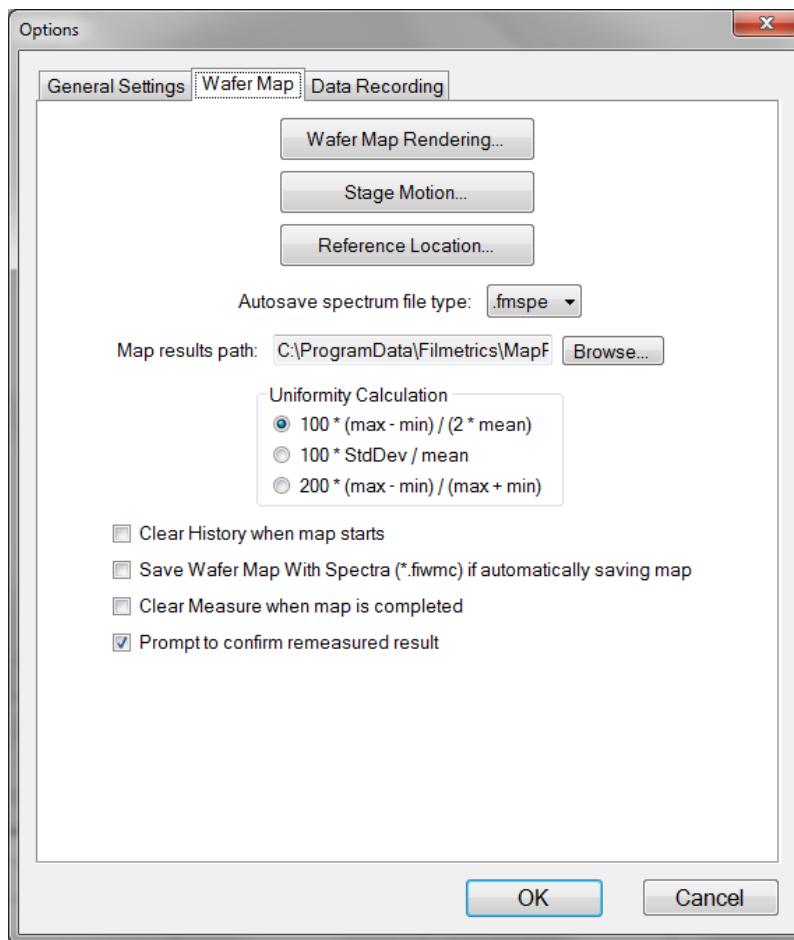 Options
General Settings Wafer Map Data Recording
Wafer Map Rendering...
Stage Motion...
Reference Location...
Autosave spectrum file type: .fmspe
Map results path: C:\ProgramData\Filmetrics\MapF Browse...
Uniformity Calculation
100 * (max - min) / (2 * mean)
100 * StdDev / mean
200 * (max - min) / (max + min)
Clear History when map starts
Save Wafer Map With Spectra (*.fiwmc) if automatically saving map
Clear Measure when map is completed
Prompt to confirm remeasured result
OK Cancel